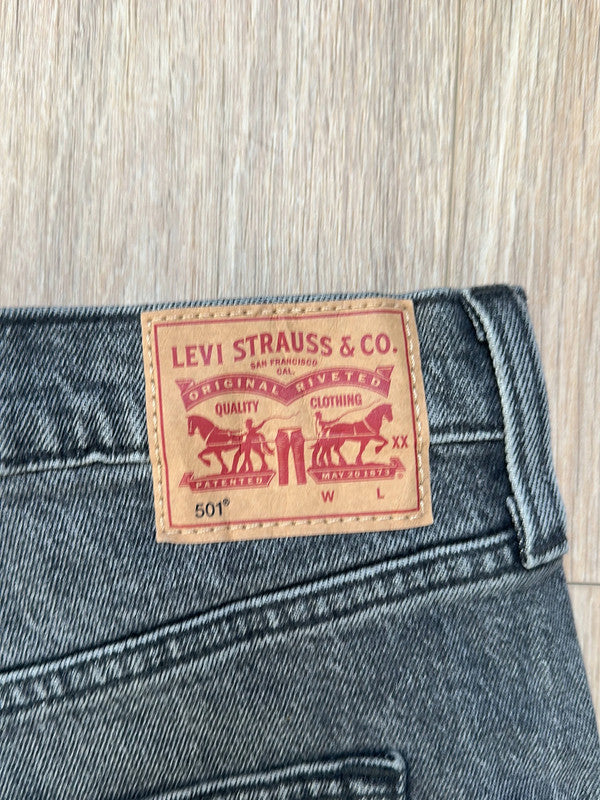 LEVI STRAUSS & CO.
SAN FRANCISCO
CAL.
ORIGINAL RIVETED
QUALITY CLOTHING
XX
PATENTED MAY 20 1873
501® W L